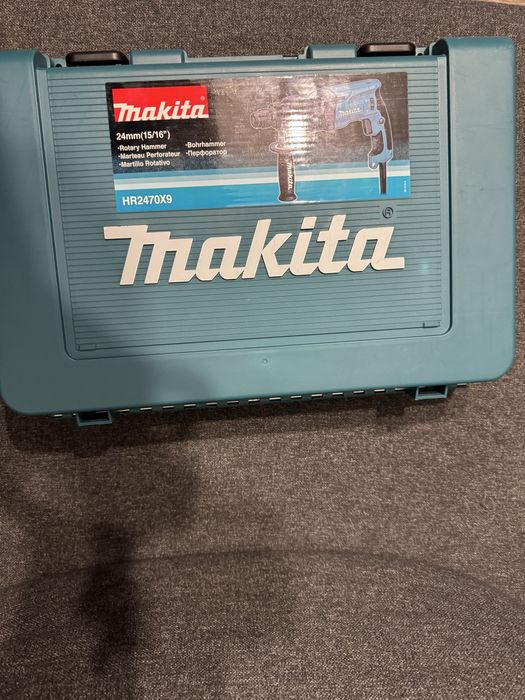 makita
24mm(15/16")
•Rotary Hammer
•Bohrhammer
•Marteau Perforateur
•Перфоратор
•Martillo Rotativo
HR2470X9
makita®